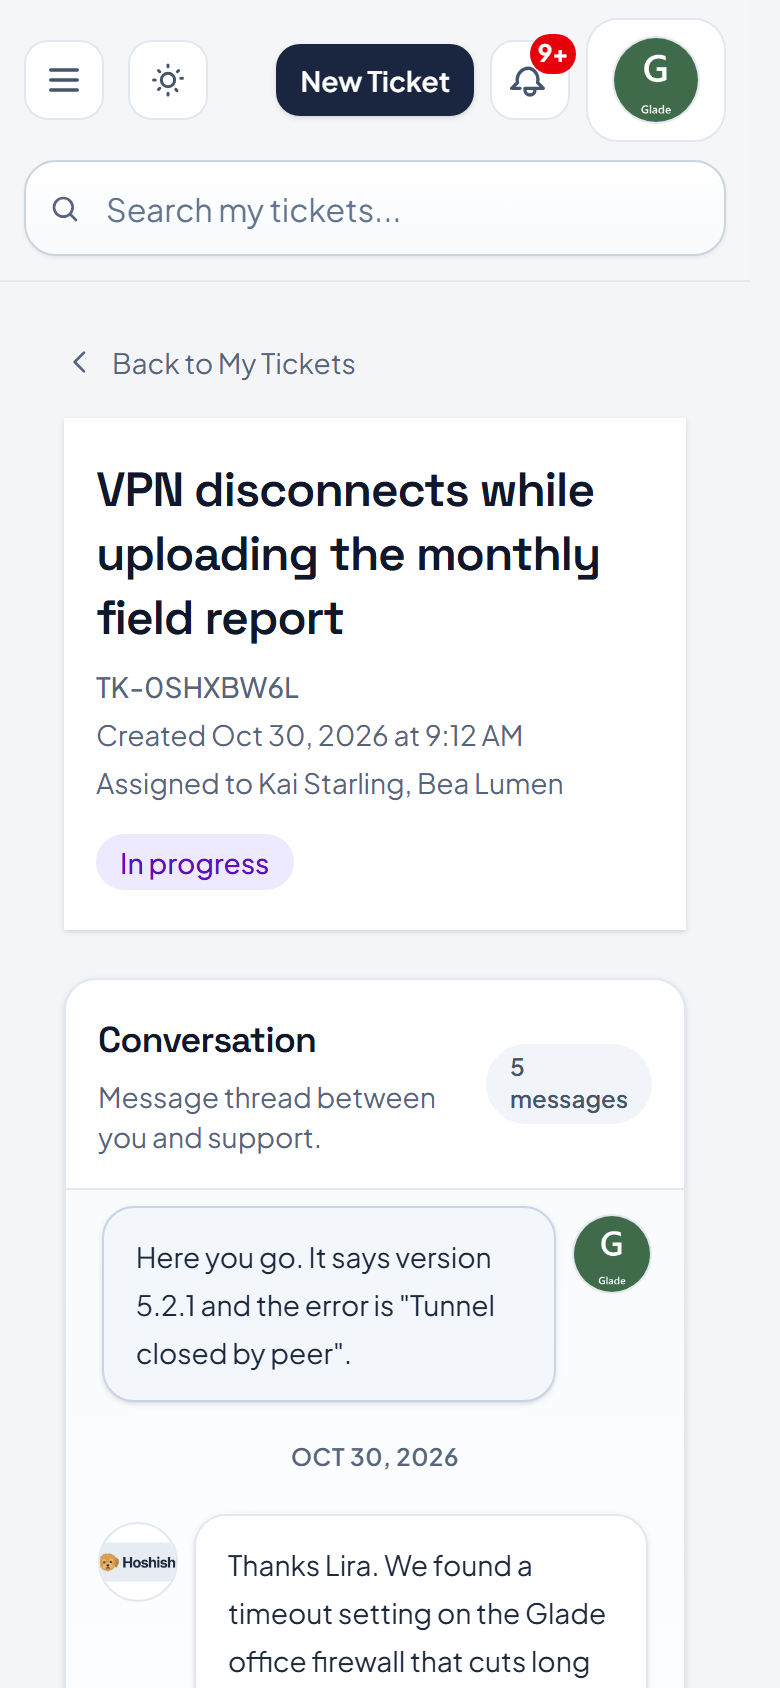 New Ticket
9+
G
Glade
Search my tickets...
Back to My Tickets
VPN disconnects while
uploading the monthly
field report
TK-0SHXBW6L
Created Oct 30, 2026 at 9:12 AM
Assigned to Kai Starling, Bea Lumen
In progress
Conversation
Message thread between
you and support.
5
messages
Here you go. It says version
5.2.1 and the error is "Tunnel
closed by peer".
G
Glade
OCT 30, 2026
Hoshish
Thanks Lira. We found a
timeout setting on the Glade
office firewall that cuts long